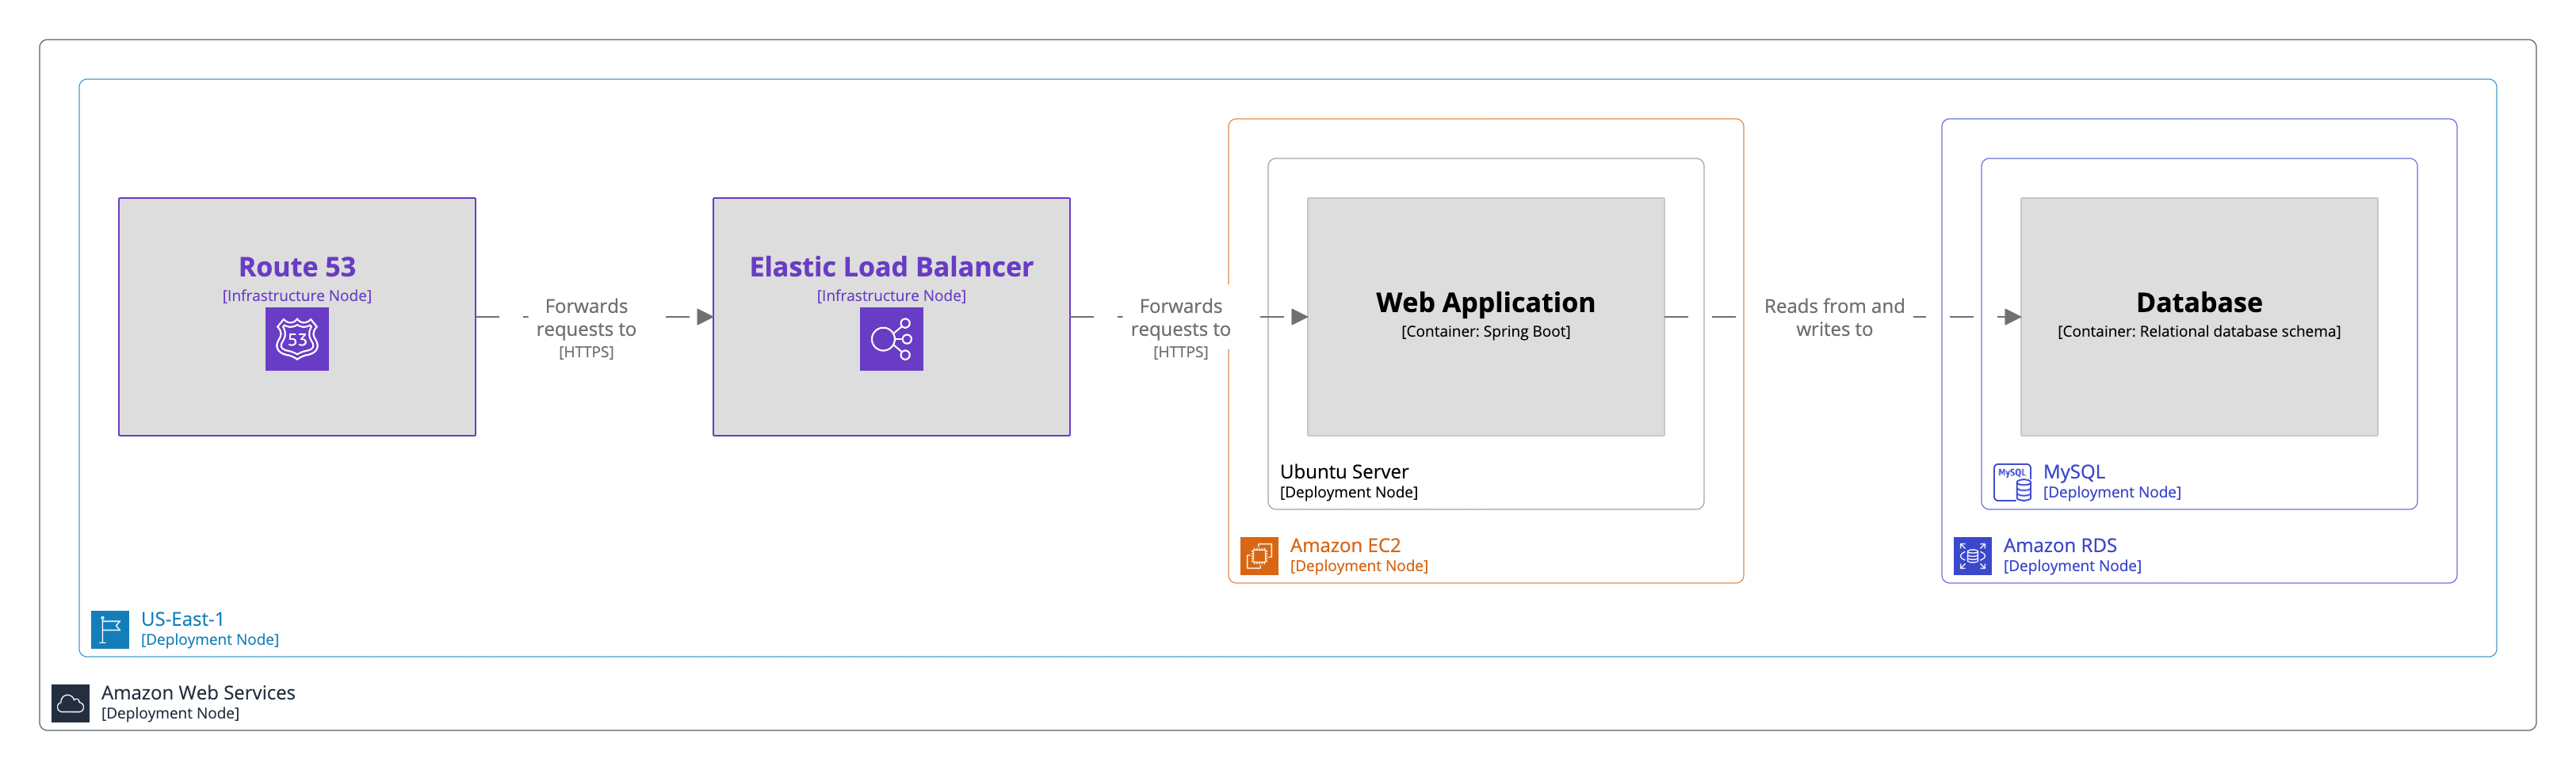 Route 53
[Infrastructure Node]
53
Forwards
requests to
[HTTPS]
Elastic Load Balancer
[Infrastructure Node]
Forwards
requests to
[HTTPS]
Web Application
[Container: Spring Boot]
Ubuntu Server
[Deployment Node]
Amazon EC2
[Deployment Node]
Reads from and
writes to
Database
[Container: Relational database schema]
MySQL
MySQL
[Deployment Node]
Amazon RDS
[Deployment Node]
US-East-1
[Deployment Node]
Amazon Web Services
[Deployment Node]